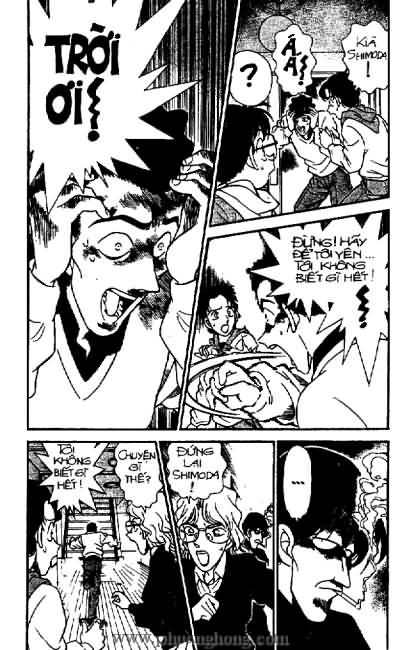 TRỜI
ƠI!
Á..
Á!
KÌA
SHIMODA
!
?
ĐỪNG! HÃY
ĐỂ TÔI YÊN...
TÔI KHÔNG
BIẾT GÌ HẾT!
TÔI
KHÔNG
BIẾT GÌ
HẾT!
CHUYỆN
GÌ
THẾ?
ĐỨNG
LẠI
SHIMODA!
...
www.phuonghong.com